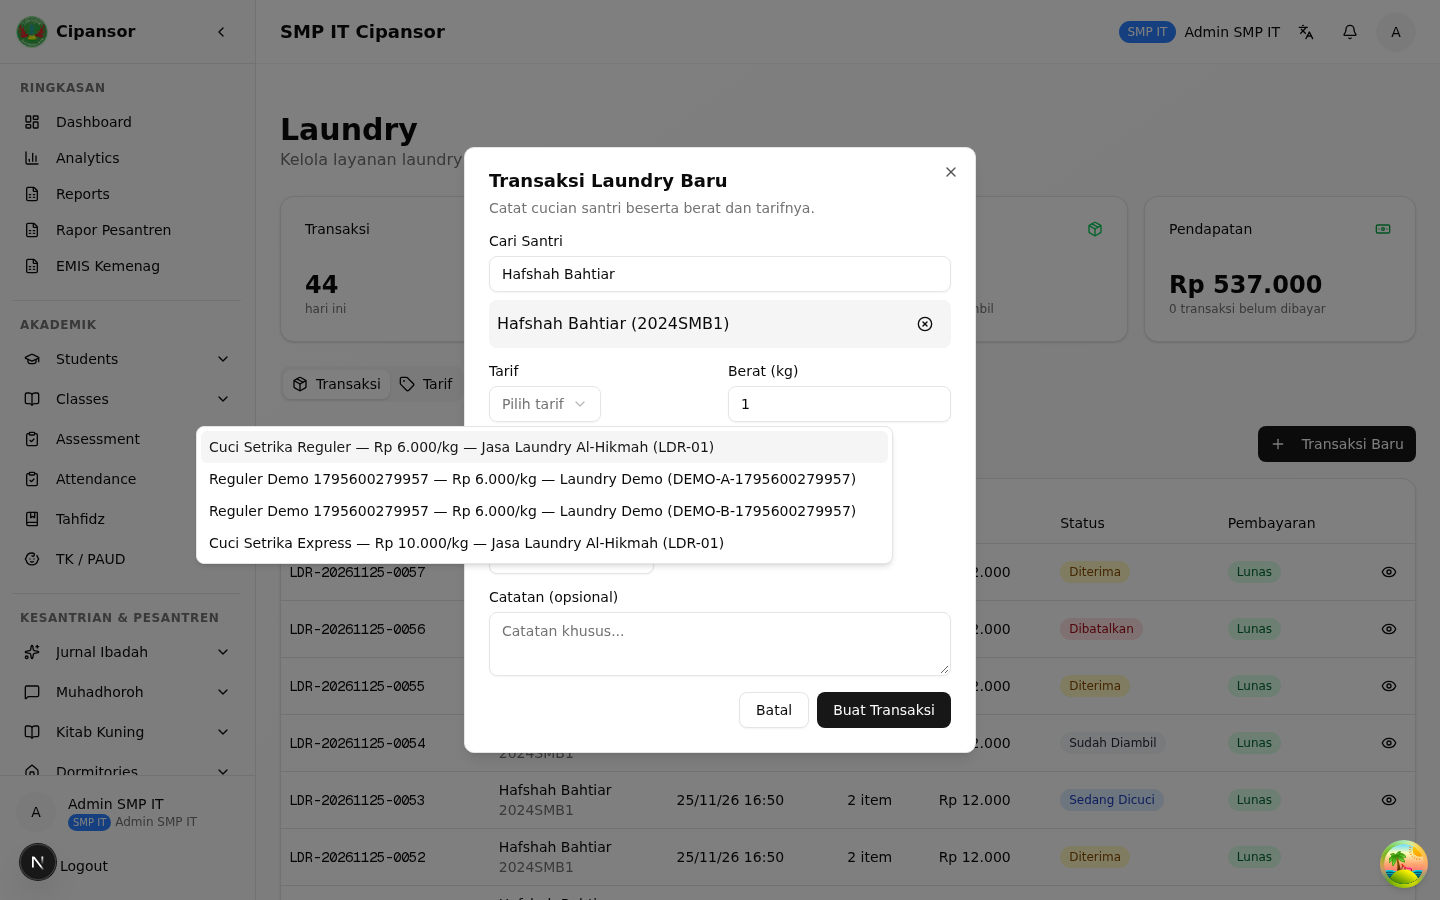 Cipansor
SMP IT Cipansor
SMP IT Admin SMP IT A
RINGKASAN
Dashboard
Analytics
Reports
Rapor Pesantren
EMIS Kemenag
AKADEMIK
Students
Classes
Assessment
Attendance
Tahfidz
TK / PAUD
KESANTRIAN & PESANTREN
Jurnal Ibadah
Muhadhoroh
Kitab Kuning
Dormitories
A
Admin SMP IT
SMP IT Admin SMP IT
N
Logout
Laundry
Kelola layanan laundry
Transaksi
44
hari ini
Pendapatan
Rp 537.000
0 transaksi belum dibayar
Transaksi
Tarif
Transaksi Baru
Transaksi Laundry Baru
Catat cucian santri beserta berat dan tarifnya.
Cari Santri
Hafshah Bahtiar
Hafshah Bahtiar (2024SMB1)
Tarif
Pilih tarif
Berat (kg)
1
Cuci Setrika Reguler — Rp 6.000/kg — Jasa Laundry Al-Hikmah (LDR-01)
Reguler Demo 1795600279957 — Rp 6.000/kg — Laundry Demo (DEMO-A-1795600279957)
Reguler Demo 1795600279957 — Rp 6.000/kg — Laundry Demo (DEMO-B-1795600279957)
Cuci Setrika Express — Rp 10.000/kg — Jasa Laundry Al-Hikmah (LDR-01)
Catatan (opsional)
Catatan khusus...
Batal
Buat Transaksi
Status Pembayaran
LDR-20261125-0057 2.000 Diterima Lunas
LDR-20261125-0056 2.000 Dibatalkan Lunas
LDR-20261125-0055 2.000 Diterima Lunas
LDR-20261125-0054 2.000 Sudah Diambil Lunas
2024SMB1
LDR-20261125-0053 Hafshah Bahtiar 25/11/26 16:50 2 item Rp 12.000 Sedang Dicuci Lunas
2024SMB1
LDR-20261125-0052 Hafshah Bahtiar 25/11/26 16:50 2 item Rp 12.000 Diterima Lunas
2024SMB1